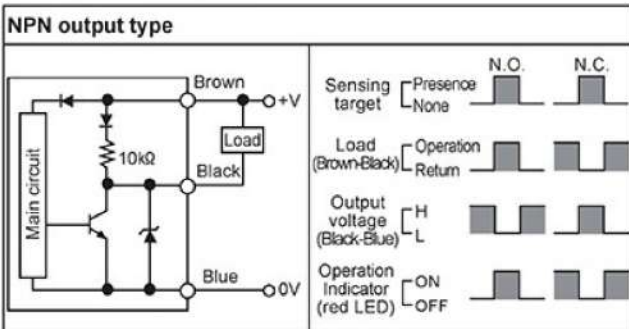 NPN output type
Brown
+V
Load
10kΩ
Black
Main circuit
Blue
0V
N.O. N.C.
Sensing target
Presence
None
Load
(Brown-Black)
Operation
Return
Output
voltage
(Black-Blue)
H
L
Operation
Indicator
(red LED)
ON
OFF